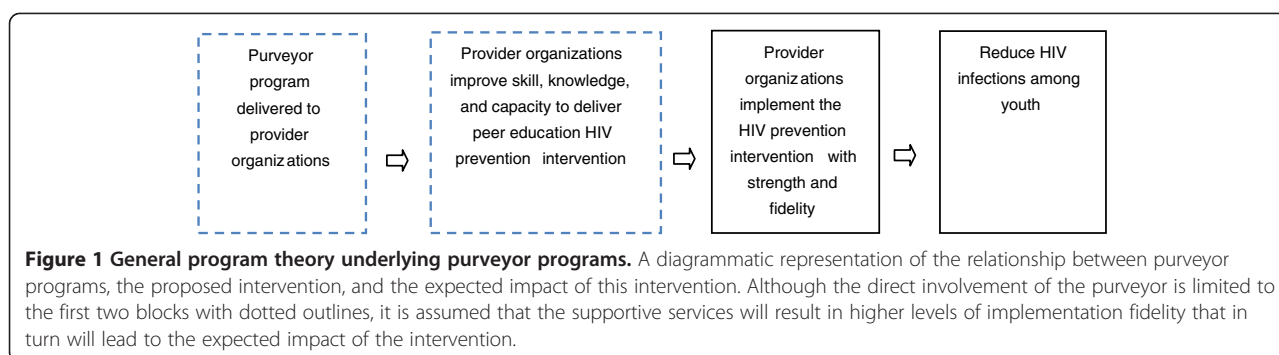 Purveyor
program
delivered to
provider
organizations
Provider organizations
improve skill, knowledge,
and capacity to deliver
peer education HIV
prevention intervention
Provider
organizations
implement the
HIV prevention
intervention with
strength and
fidelity
Reduce HIV
infections among
youth
Figure 1 General program theory underlying purveyor programs. A diagrammatic representation of the relationship between purveyor
programs, the proposed intervention, and the expected impact of this intervention. Although the direct involvement of the purveyor is limited to
the first two blocks with dotted outlines, it is assumed that the supportive services will result in higher levels of implementation fidelity that in
turn will lead to the expected impact of the intervention.